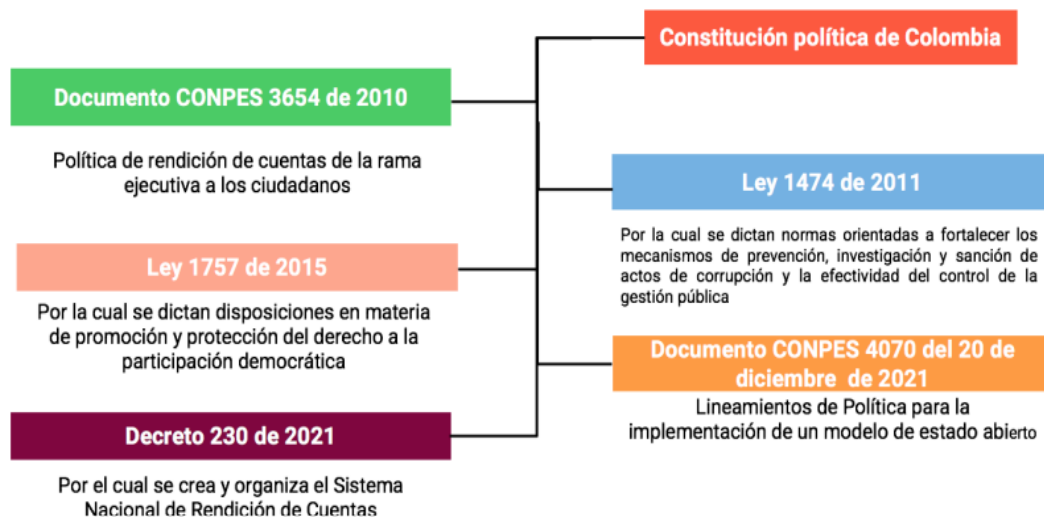 Constitución política de Colombia
Documento CONPES 3654 de 2010
Política de rendición de cuentas de la rama
ejecutiva a los ciudadanos
Ley 1474 de 2011
Por la cual se dictan normas orientadas a fortalecer los
mecanismos de prevención, investigación y sanción de
actos de corrupción y la efectividad del control de la
gestión pública
Ley 1757 de 2015
Por la cual se dictan disposiciones en materia
de promoción y protección del derecho a la
participación democrática
Documento CONPES 4070 del 20 de
diciembre de 2021
Lineamientos de Política para la
implementación de un modelo de estado abierto
Decreto 230 de 2021
Por el cual se crea y organiza el Sistema
Nacional de Rendición de Cuentas